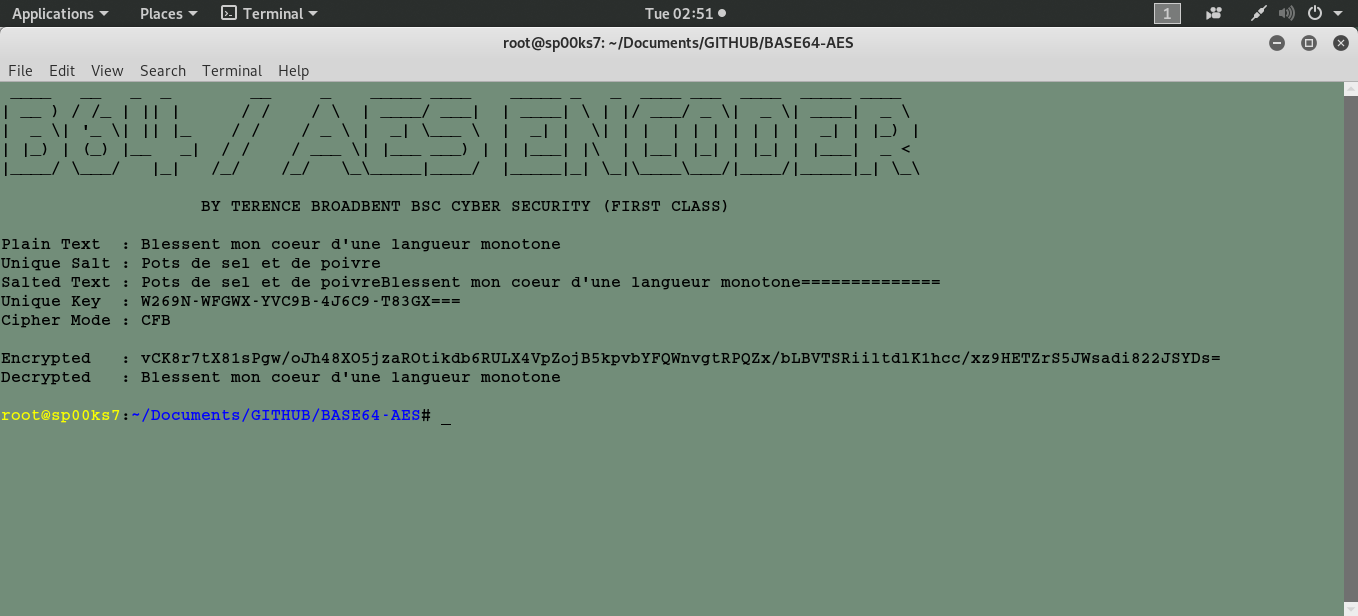 Applications Places Terminal Tue 02:51 1
root@sp00ks7: ~/Documents/GITHUB/BASE64-AES
File Edit View Search Terminal Help
B64 / AES ENCODER
BY TERENCE BROADBENT BSC CYBER SECURITY (FIRST CLASS)
Plain Text : Blessent mon coeur d'une langueur monotone
Unique Salt : Pots de sel et de poivre
Salted Text : Pots de sel et de poivreBlessent mon coeur d'une langueur monotone==============
Unique Key : W269N-WFGWX-YVC9B-4J6C9-T83GX===
Cipher Mode : CFB
Encrypted : vCK8r7tX81sPgw/oJh48XO5jzaROtikdb6RULX4VpZojB5kpvbYFQWnvgtRPQZx/bLBVTSRiiltdlK1hcc/xz9HETZrS5JWsadi822JSYDs=
Decrypted : Blessent mon coeur d'une langueur monotone
root@sp00ks7:~/Documents/GITHUB/BASE64-AES# _